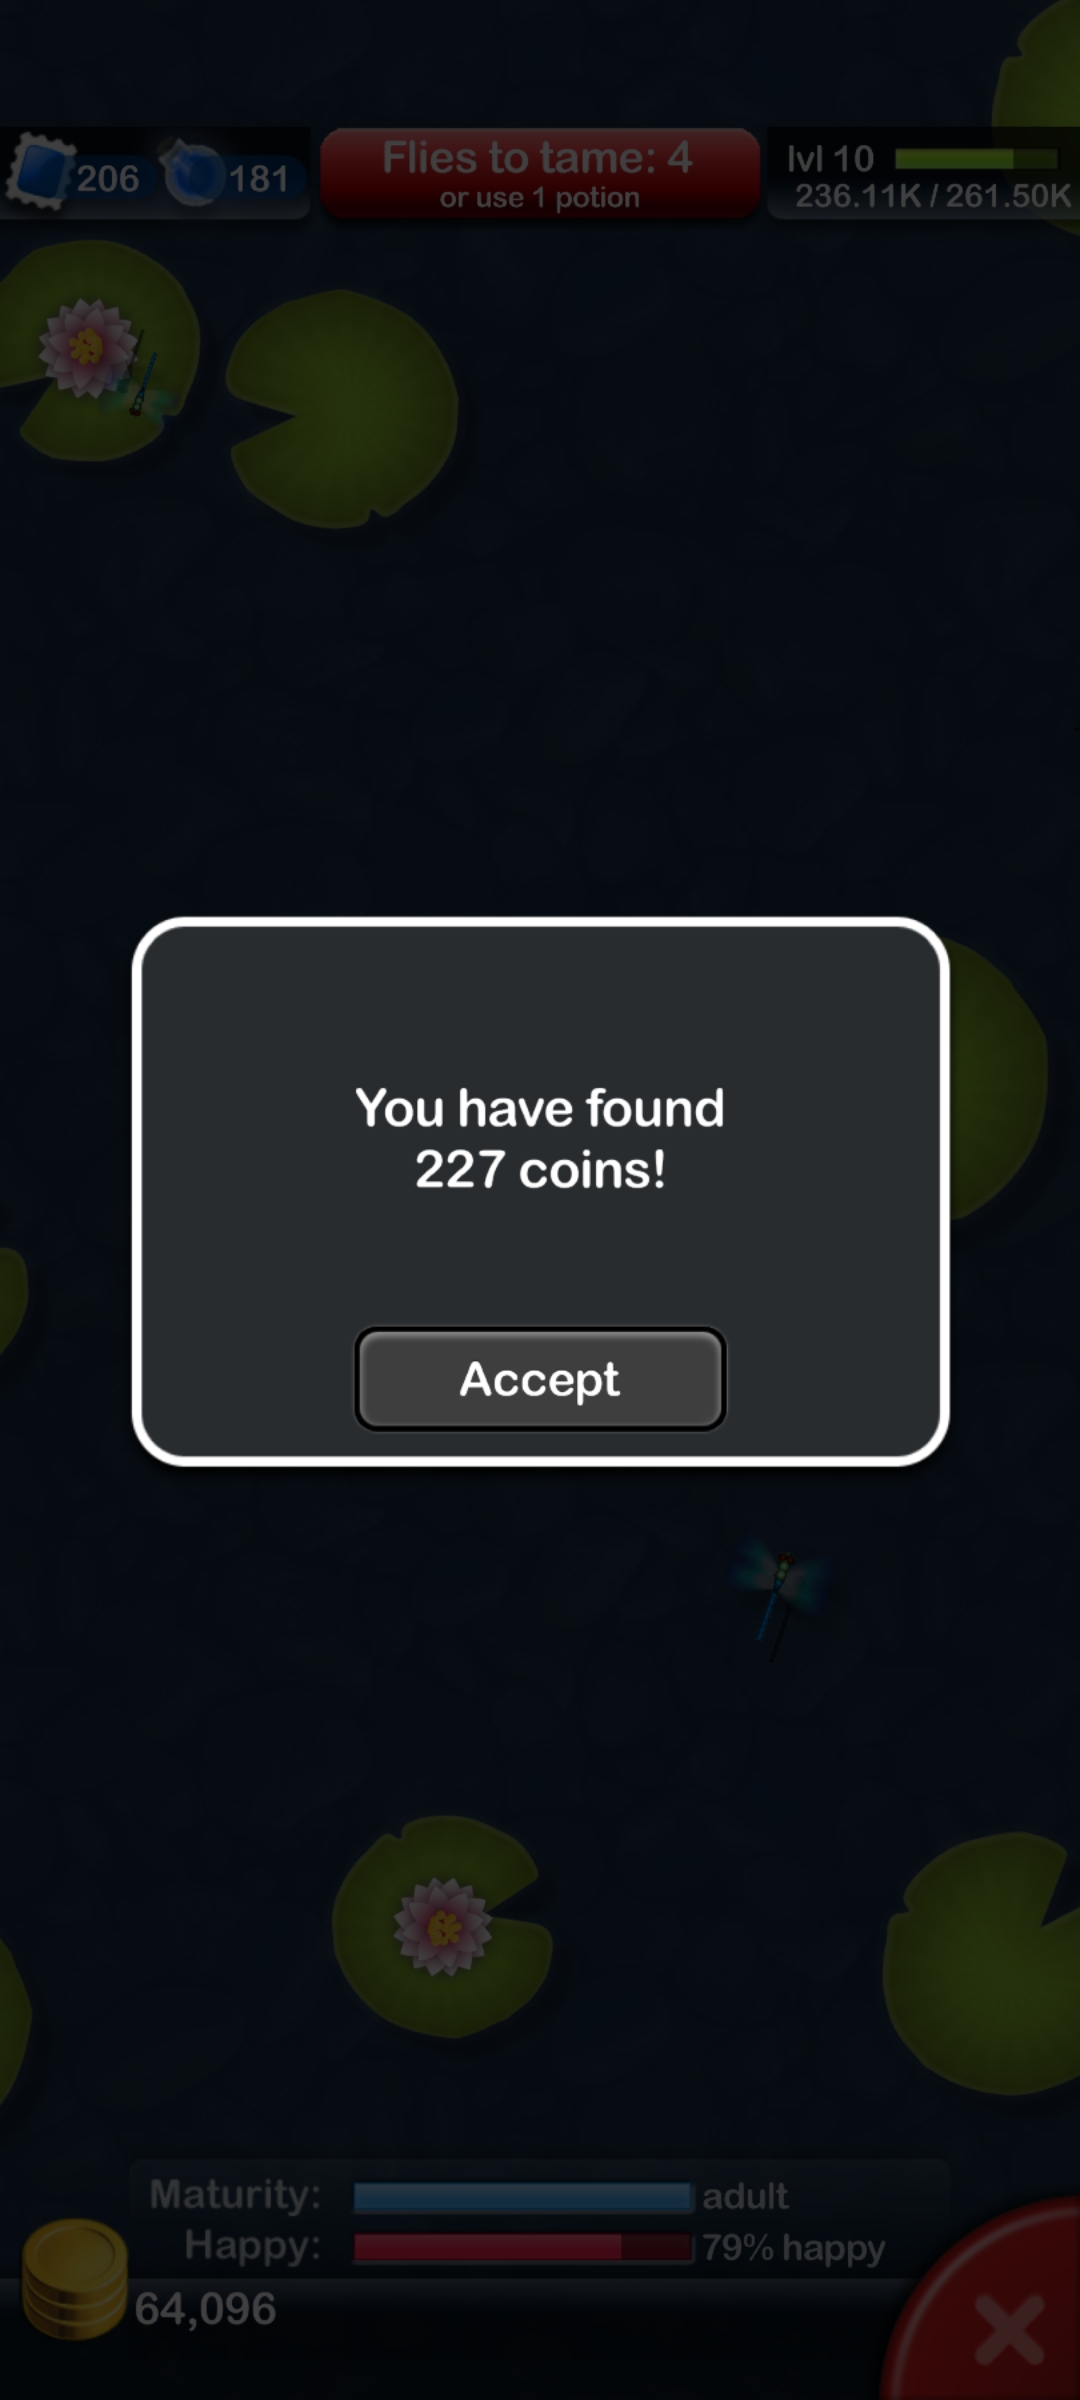 206
181
Flies to tame: 4
or use 1 potion
lvl 10
236.11K / 261.50K
You have found
227 coins!
Accept
Maturity: adult
Happy: 79% happy
64,096